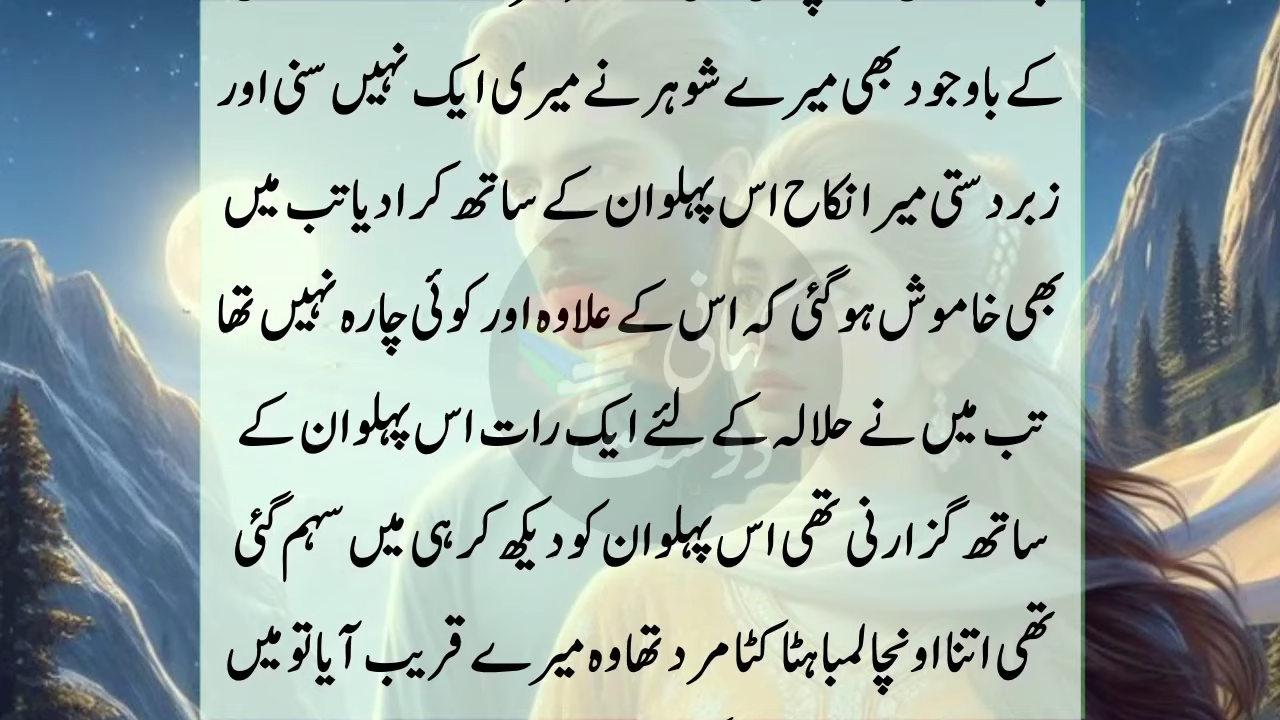 کے باوجود بھی میرے شوہر نے میری ایک نہیں سنی اور
زبردستی میرا نکاح اس پہلوان کے ساتھ کرا دیا تب میں
بھی خاموش ہو گئی کہ اس کے علاوہ اور کوئی چارہ نہیں تھا
تب میں نے حلالہ کے لئے ایک رات اس پہلوان کے
ساتھ گزارنی تھی اس پہلوان کو دیکھ کر ہی میں سہم گئی
تھی اتنا اونچا لمبا ہٹا کٹا مرد تھا وہ میرے قریب آیا تو میں
کہانی
دوست